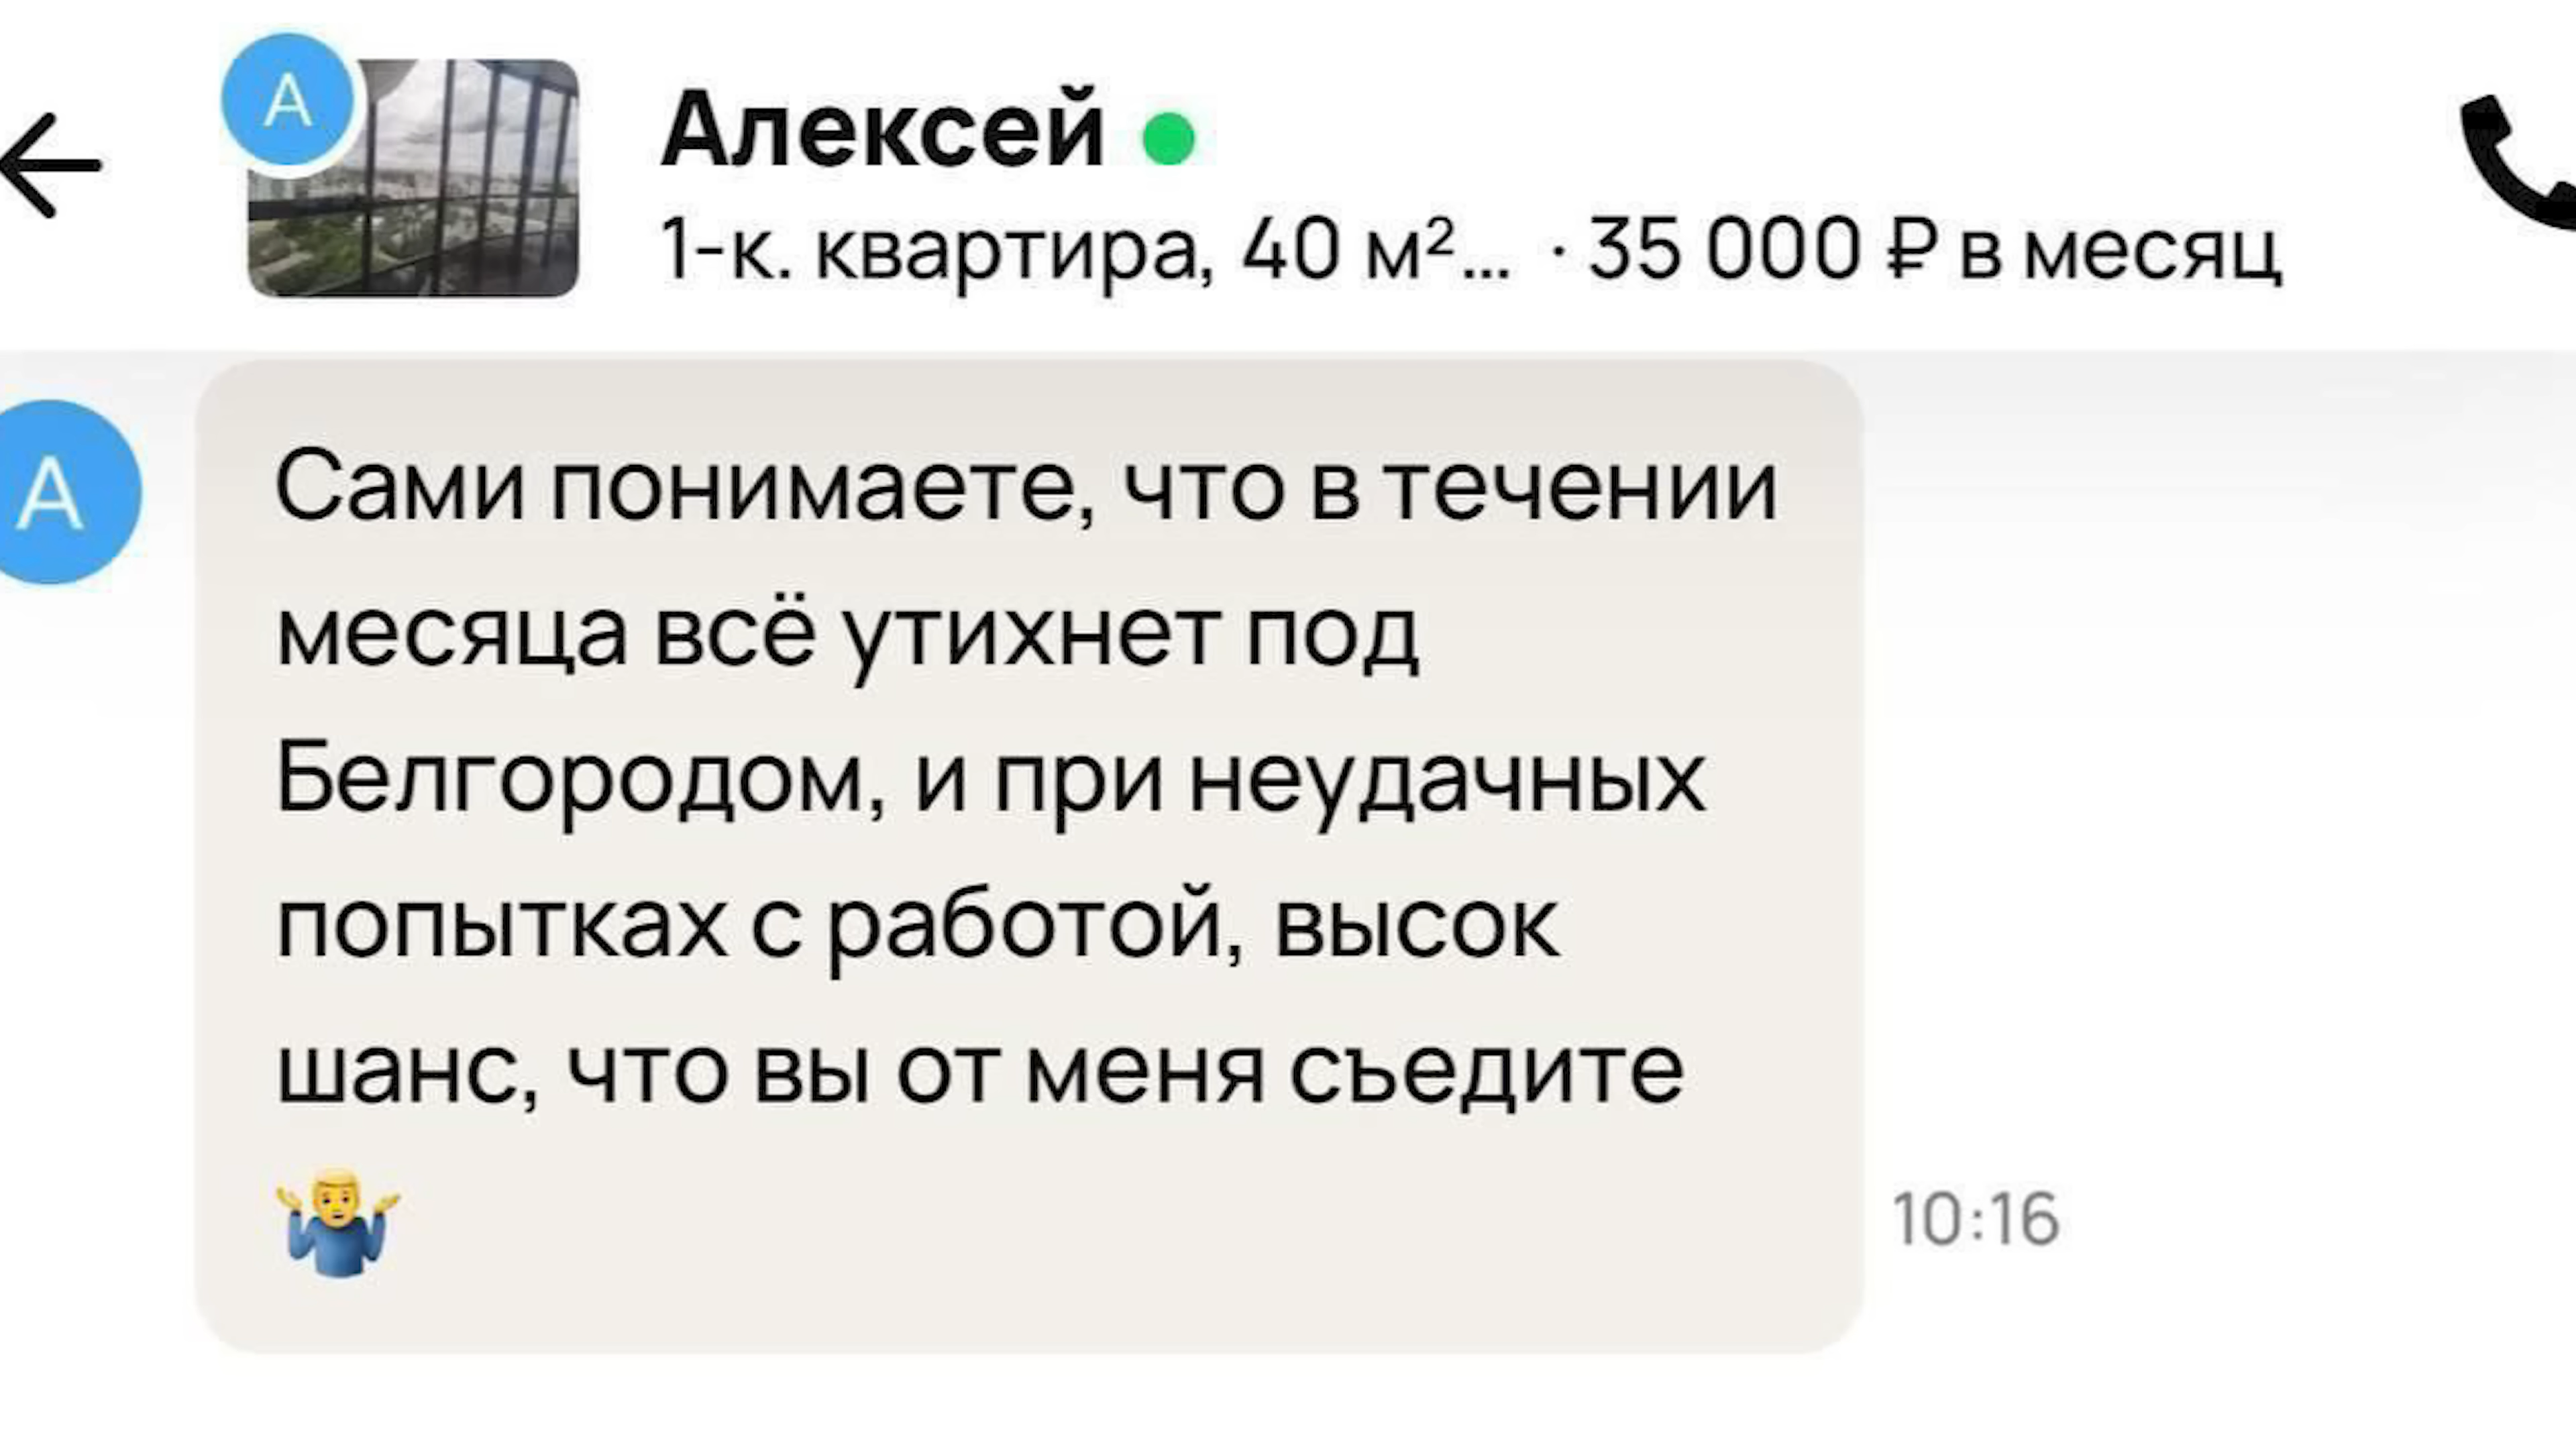 А
Алексей
1-к. квартира, 40 м²... · 35 000 ₽ в месяц
А
Сами понимаете, что в течении
месяца всё утихнет под
Белгородом, и при неудачных
попытках с работой, высок
шанс, что вы от меня съедите
🤷‍♂️
10:16